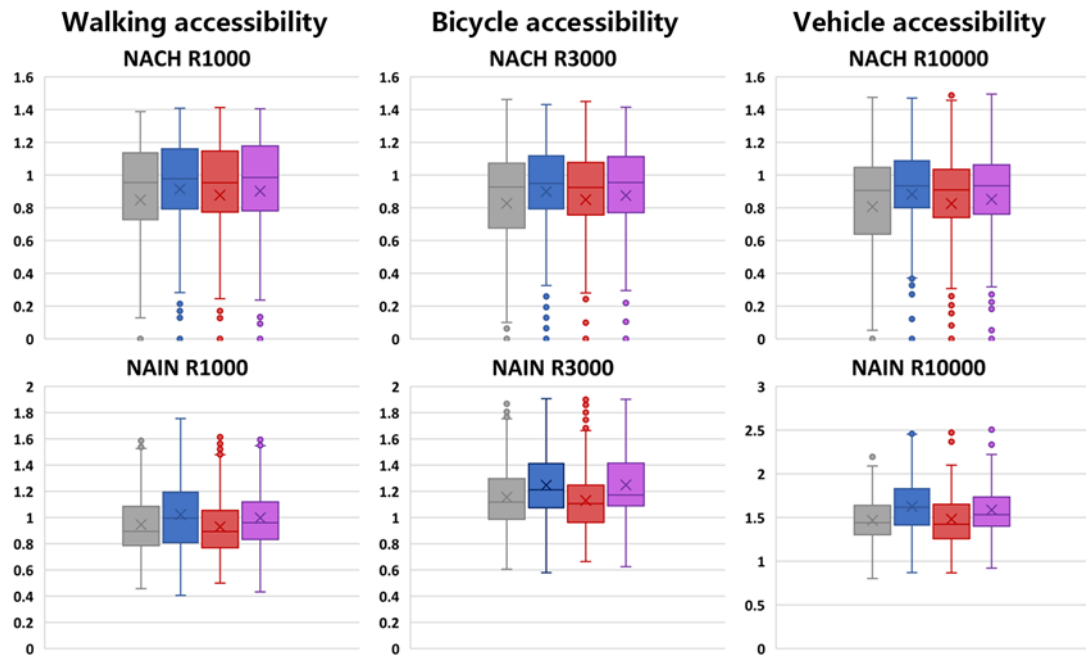 Walking accessibility Bicycle accessibility Vehicle accessibility
NACH R1000 NACH R3000 NACH R10000
1.6 1.6 1.6
1.4 1.4 1.4
1.2 1.2 1.2
1 1 1
0.8 0.8 0.8
0.6 0.6 0.6
0.4 0.4 0.4
0.2 0.2 0.2
0 0 0
NAIN R1000 NAIN R3000 NAIN R10000
2 2 3
1.8 1.8 2.5
1.6 1.6 2
1.4 1.4 1.5
1.2 1.2 1
1 1 0.5
0.8 0.8 0
0.6 0.6
0.4 0.4
0.2 0.2
0 0